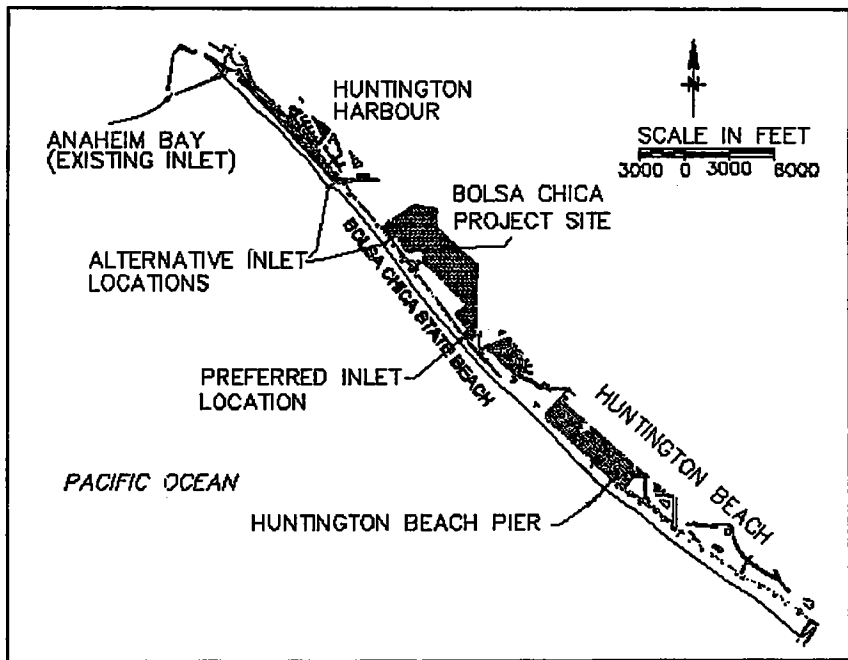 HUNTINGTON
HARBOUR
ANAHEIM BAY
(EXISTING INLET)
N
SCALE IN FEET
3000 0 3000 6000
BOLSA CHICA
PROJECT SITE
ALTERNATIVE INLET
LOCATIONS
BOLSA CHICA STATE BEACH
PREFERRED INLET
LOCATION
HUNTINGTON BEACH
PACIFIC OCEAN
HUNTINGTON BEACH PIER